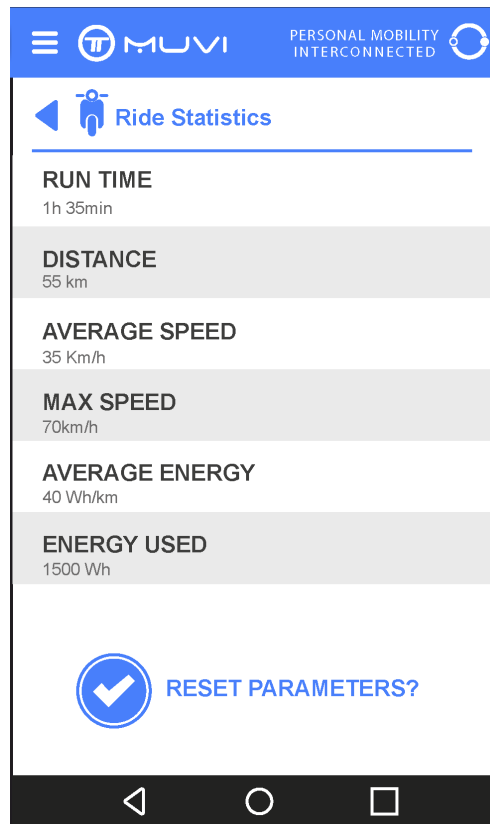 MUVI
PERSONAL MOBILITY
INTERCONNECTED
Ride Statistics
RUN TIME
1h 35min
DISTANCE
55 km
AVERAGE SPEED
35 Km/h
MAX SPEED
70km/h
AVERAGE ENERGY
40 Wh/km
ENERGY USED
1500 Wh
RESET PARAMETERS?